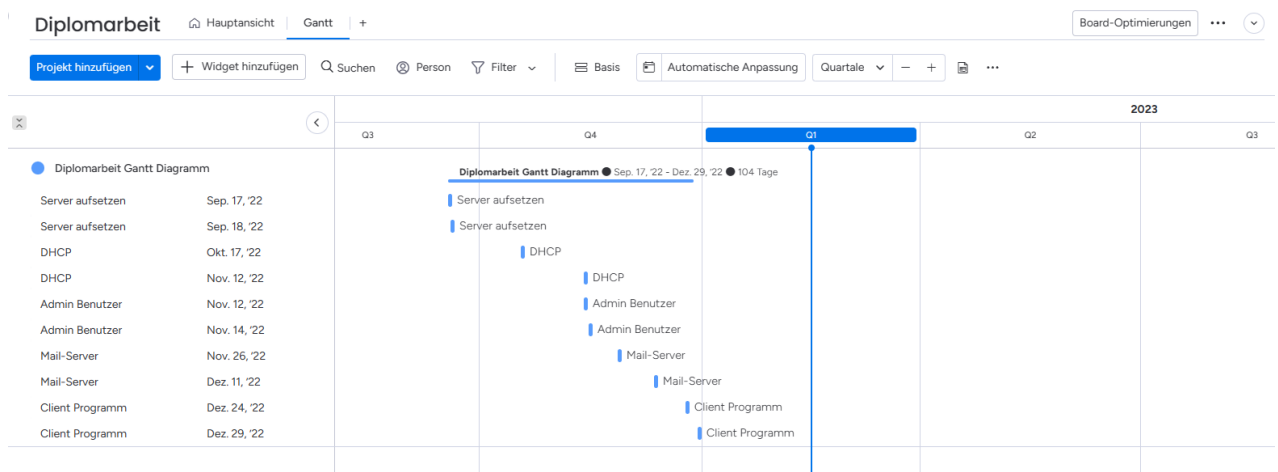 Diplomarbeit Hauptansicht Gantt + Board-Optimierungen
Projekt hinzufügen + Widget hinzufügen Suchen Person Filter Basis Automatische Anpassung Quartale − +
2023
Q3 Q4 Q1 Q2 Q3
Diplomarbeit Gantt Diagramm
Diplomarbeit Gantt Diagramm ● Sep. 17, '22 - Dez. 29, '22 ● 104 Tage
Server aufsetzen Sep. 17, '22 Server aufsetzen
Server aufsetzen Sep. 18, '22 Server aufsetzen
DHCP Okt. 17, '22 DHCP
DHCP Nov. 12, '22 DHCP
Admin Benutzer Nov. 12, '22 Admin Benutzer
Admin Benutzer Nov. 14, '22 Admin Benutzer
Mail-Server Nov. 26, '22 Mail-Server
Mail-Server Dez. 11, '22 Mail-Server
Client Programm Dez. 24, '22 Client Programm
Client Programm Dez. 29, '22 Client Programm